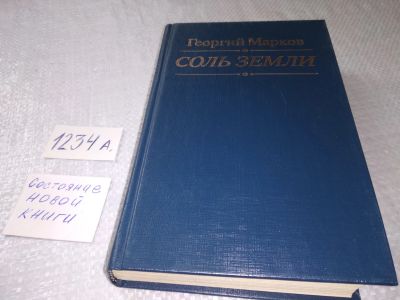 Георгий Марков
СОЛЬ ЗЕМЛИ
1234 А.
Состояние
новой
книги